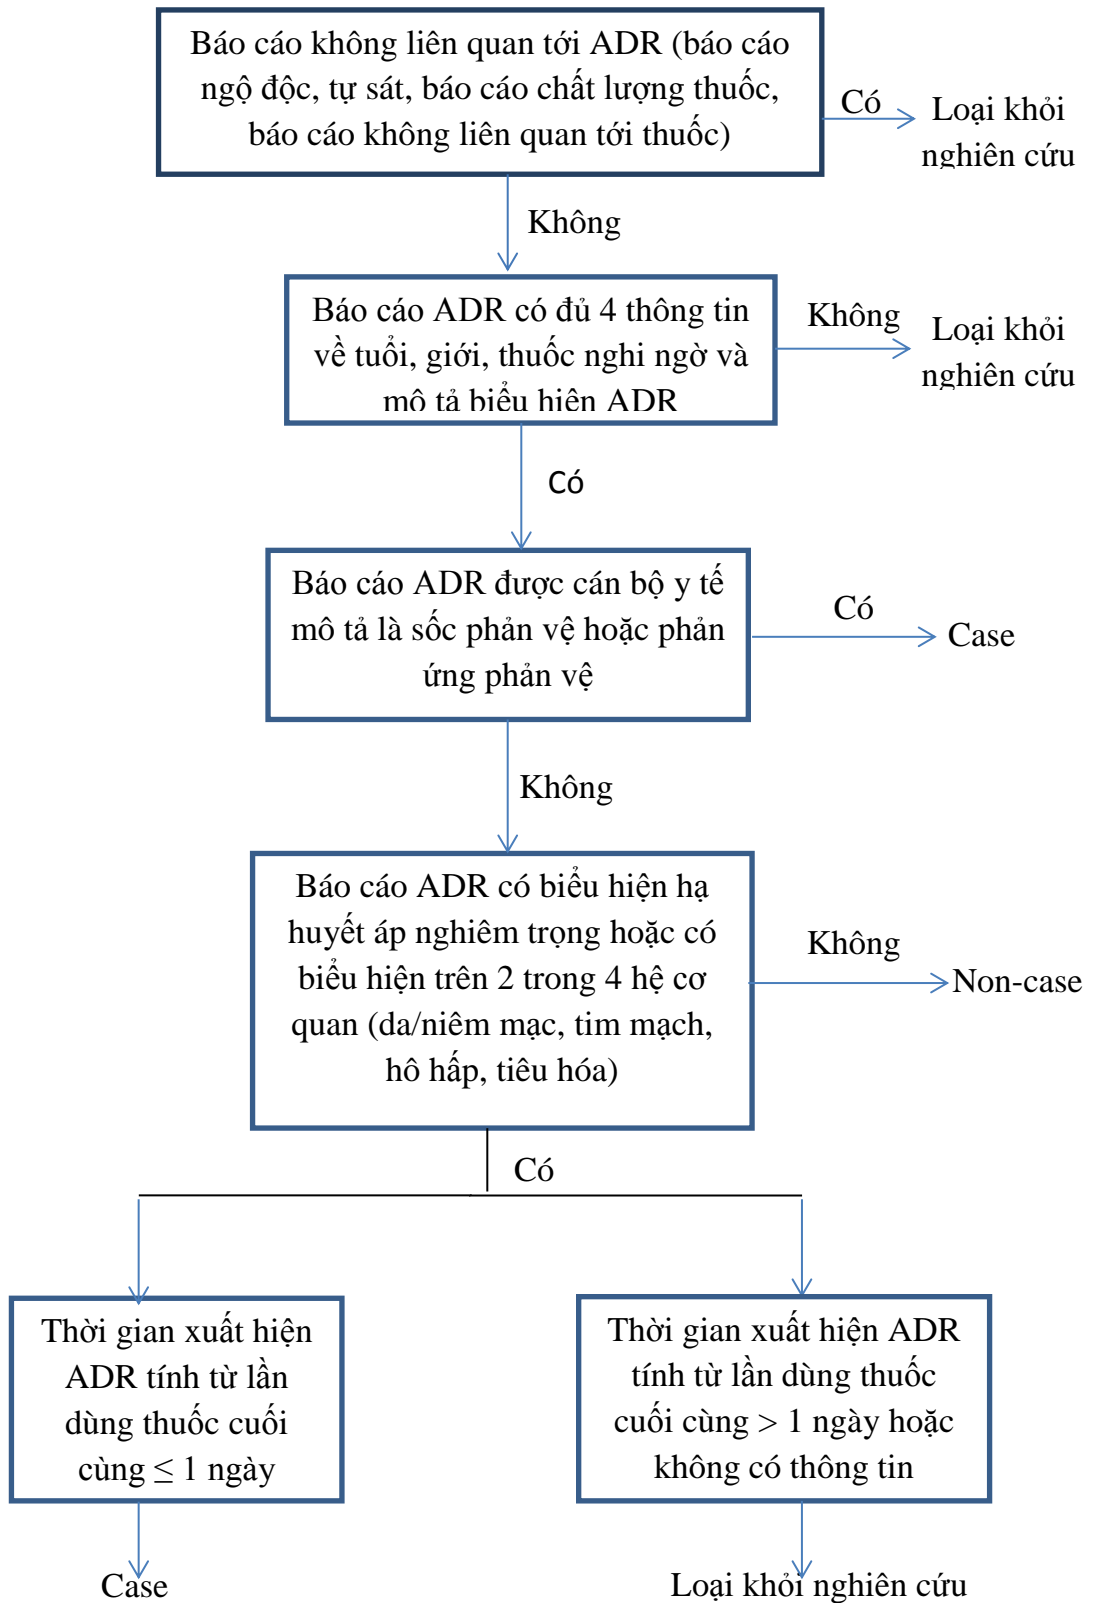 Báo cáo không liên quan tới ADR (báo cáo
ngộ độc, tự sát, báo cáo chất lượng thuốc,
báo cáo không liên quan tới thuốc)
Có
Loại khỏi
nghiên cứu
Không
Báo cáo ADR có đủ 4 thông tin
về tuổi, giới, thuốc nghi ngờ và
mô tả biểu hiện ADR
Không
Loại khỏi
nghiên cứu
Có
Báo cáo ADR được cán bộ y tế
mô tả là sốc phản vệ hoặc phản
ứng phản vệ
Có
Case
Không
Báo cáo ADR có biểu hiện hạ
huyết áp nghiêm trọng hoặc có
biểu hiện trên 2 trong 4 hệ cơ
quan (da/niêm mạc, tim mạch,
hô hấp, tiêu hóa)
Không
Non-case
Có
Thời gian xuất hiện
ADR tính từ lần
dùng thuốc cuối
cùng ≤ 1 ngày
Thời gian xuất hiện ADR
tính từ lần dùng thuốc
cuối cùng > 1 ngày hoặc
không có thông tin
Case
Loại khỏi nghiên cứu